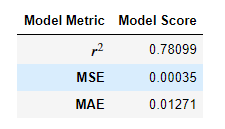 Model Metric Model Score
r² 0.78099
MSE 0.00035
MAE 0.01271